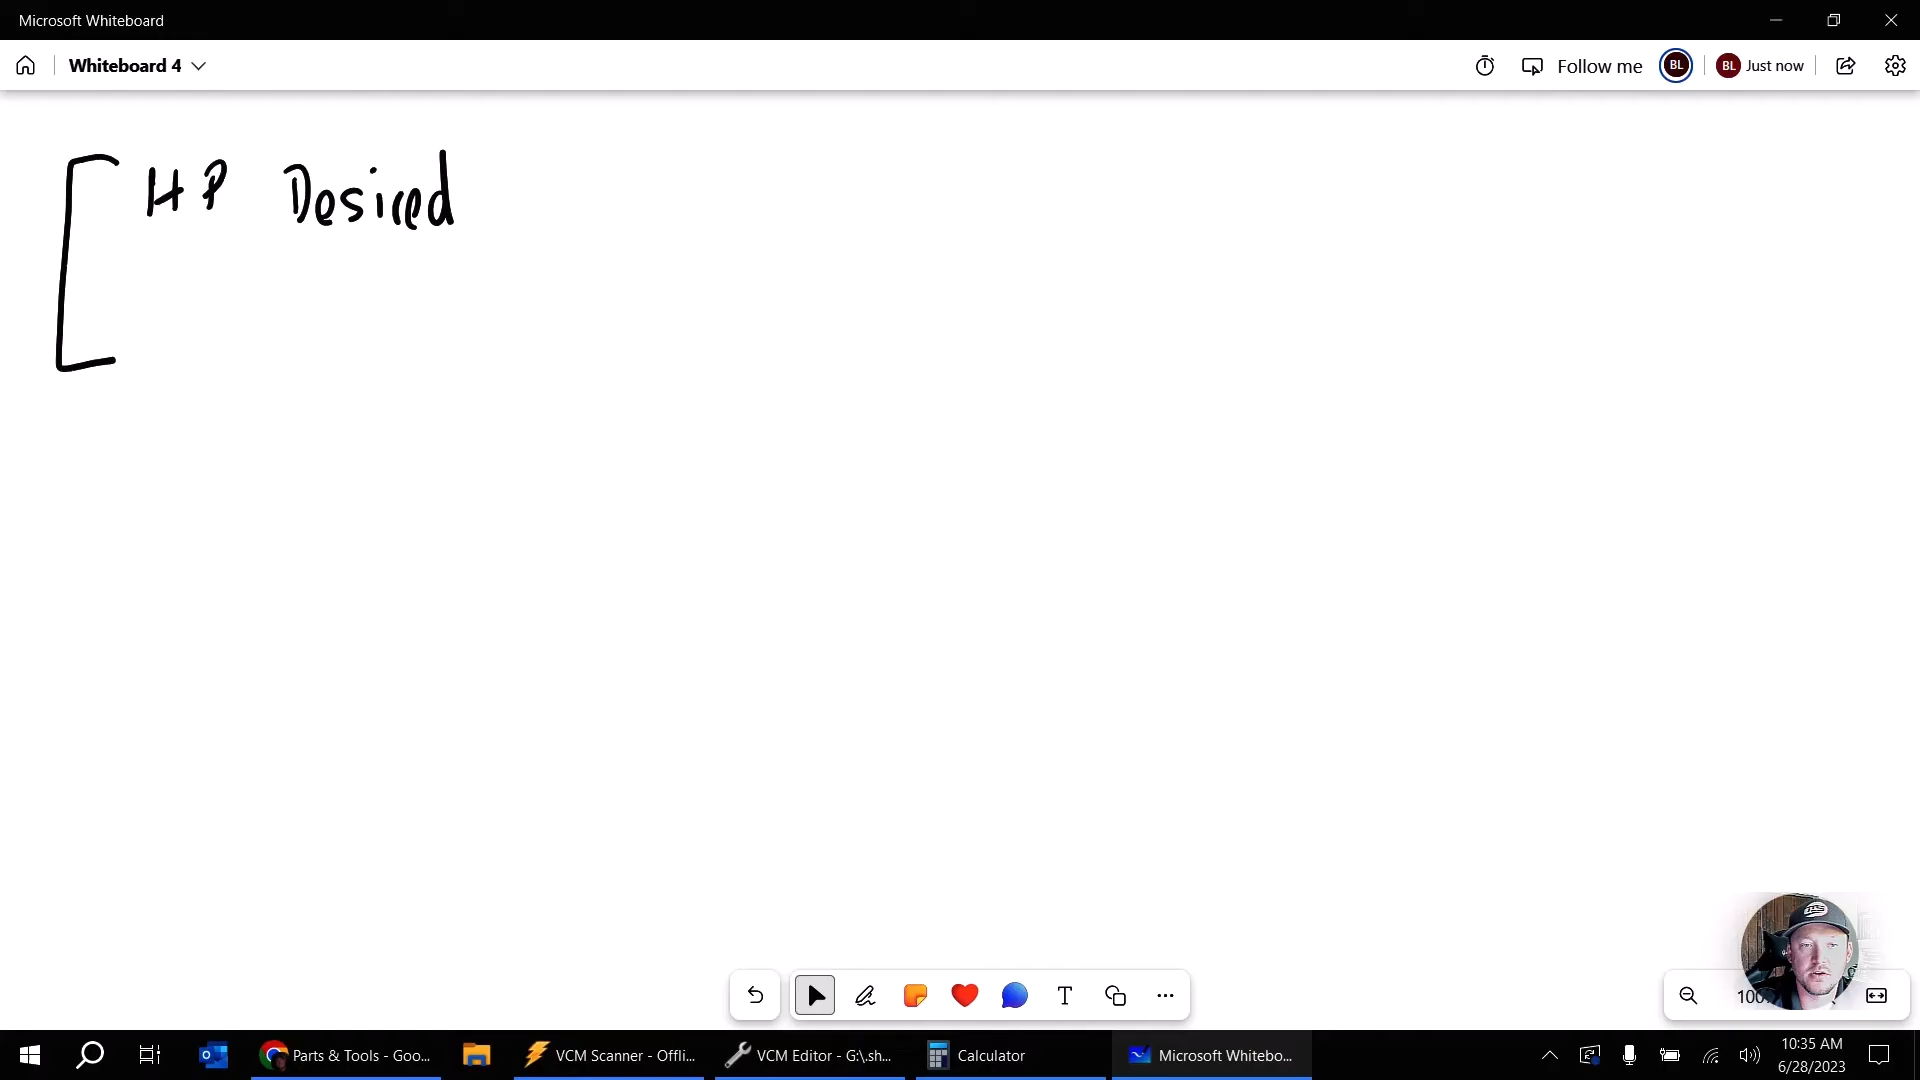 Microsoft Whiteboard
Whiteboard 4
Follow me
BL
BL
Just now
HP Desired
T
Parts & Tools - Goo...
VCM Scanner - Offli...
VCM Editor - G:\.sh...
Calculator
Microsoft Whitebo...
10:35 AM
6/28/2023